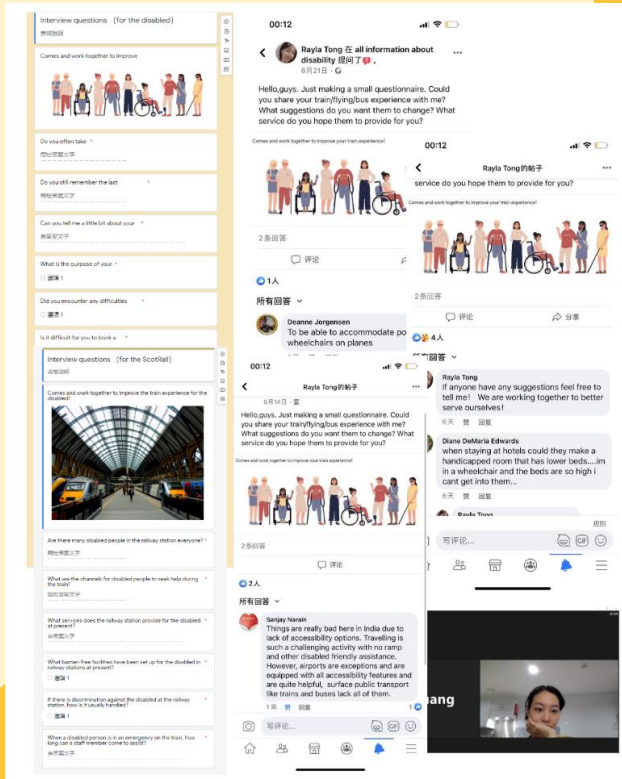 Interview questions （for the disabled）
表格说明
Comes and work together to improve
Do you often take *
简短答案文字
Do you still remember the last *
简短答案文字
Can you tell me a little bit about your *
长答案文字
What is the purpose of your *
选项 1
Did you encounter any difficulties *
选项 1
Is it difficult for you to book a *
Interview questions （for the ScotRail）
表格说明
Comes and work together to improve the train experience for the
disabled!
Are there many disabled people in the railway station everyone? *
简短答案文字
What are the channels for disabled people to seek help during *
the train?
简短答案文字
What services does the railway station provide for the disabled *
at present?
长答案文字
What barrier-free facilities have been set up for the disabled in *
railway stations at present?
选项 1
If there is discrimination against the disabled at the railway *
station, how is it usually handled?
选项 1
When a disabled person is in an emergency on the train, how *
long can a staff member come to assist?
长答案文字
00:12
Rayla Tong 在 all information about
disability 提问了
6月21日
Hello,guys. Just making a small questionnaire. Could
you share your train/flying/bus experience with me?
What suggestions do you want them to change? What
service do you hope them to provide for you?
Comes and work together to improve your train experience!
2条回答
评论
1人
所有回答
Deanne Jorgensen
To be able to accommodate po
wheelchairs on planes
00:12
Rayla Tong的帖子
service do you hope them to provide for you?
Comes and work together to improve your train experience!
2条回答
评论
分享
4人
所有回答
Rayla Tong
If anyone have any suggestions feel free to
tell me! We are working together to better
serve ourselves!
6天 赞 回复
Diane DeMaria Edwards
when staying at hotels could they make a
handicapped room that has lower beds....im
in a wheelchair and the beds are so high i
cant get into them...
6天 赞 回复
Rayla Tong
规则
写评论...
GIF
00:12
Rayla Tong的帖子
6月14日
Hello,guys. Just making a small questionnaire. Could
you share your train/flying/bus experience with me?
What suggestions do you want them to change? What
service do you hope them to provide for you?
Comes and work together to improve your train experience!
2条回答
评论
2人
所有回答
Sanjay Narain
Things are really bad here in India due to
lack of accessibility options. Travelling is
such a challenging activity with no ramp
and other disabled friendly assistance.
However, airports are exceptions and are
equipped with all accessibility features and
are quite helpful, surface public transport
like trains and buses lack all of them.
1周 赞 回复
1
写评论...
GIF
ang